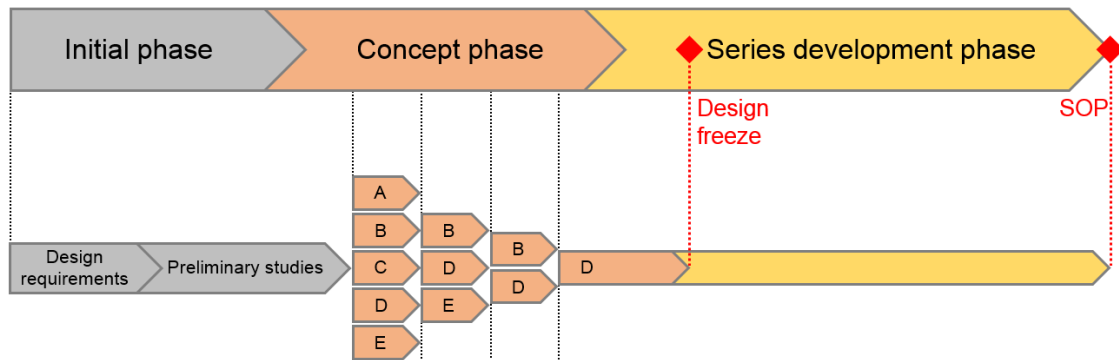 Initial phase
Concept phase
Series development phase
Design
freeze
SOP
Design
requirements
Preliminary studies
A
B
C
D
E
B
D
E
B
D
D